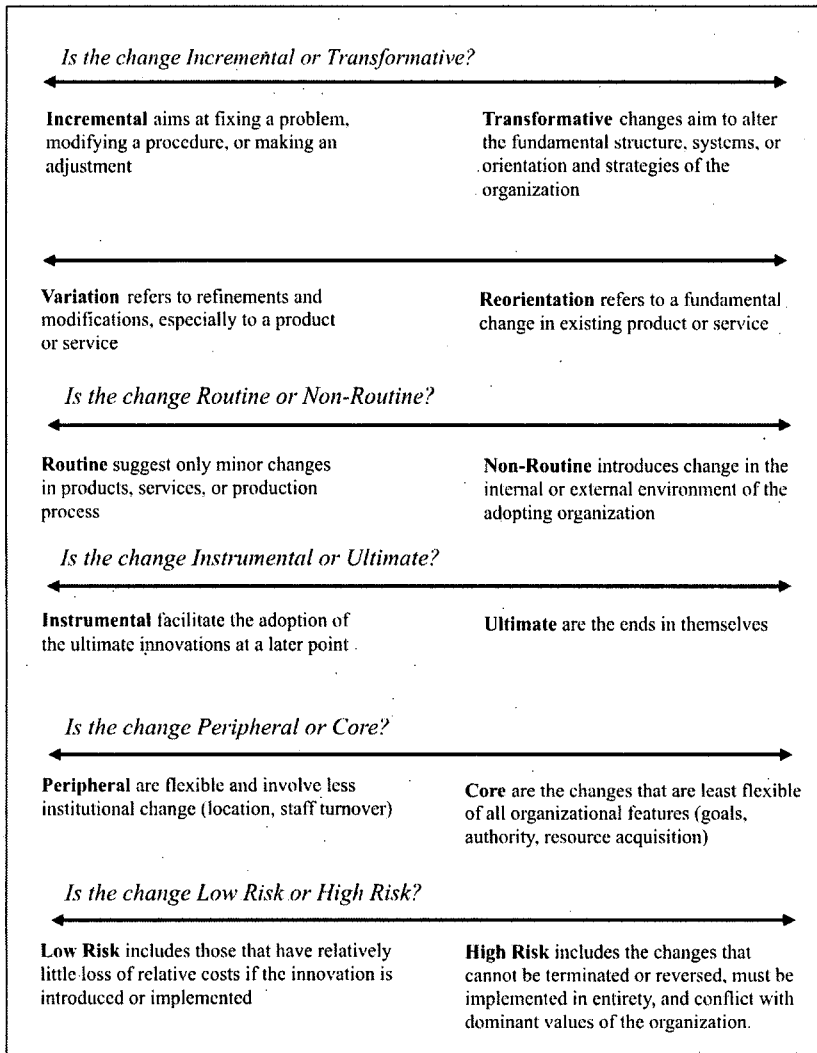 Is the change Incremental or Transformative?
Incremental aims at fixing a problem,
modifying a procedure, or making an
adjustment
Transformative changes aim to alter
the fundamental structure, systems, or
orientation and strategies of the
organization
Variation refers to refinements and
modifications, especially to a product
or service
Reorientation refers to a fundamental
change in existing product or service
Is the change Routine or Non-Routine?
Routine suggest only minor changes
in products, services, or production
process
Non-Routine introduces change in the
internal or external environment of the
adopting organization
Is the change Instrumental or Ultimate?
Instrumental facilitate the adoption of
the ultimate innovations at a later point
Ultimate are the ends in themselves
Is the change Peripheral or Core?
Peripheral are flexible and involve less
institutional change (location, staff turnover)
Core are the changes that are least flexible
of all organizational features (goals,
authority, resource acquisition)
Is the change Low Risk or High Risk?
Low Risk includes those that have relatively
little loss of relative costs if the innovation is
introduced or implemented
High Risk includes the changes that
cannot be terminated or reversed, must be
implemented in entirety, and conflict with
dominant values of the organization.